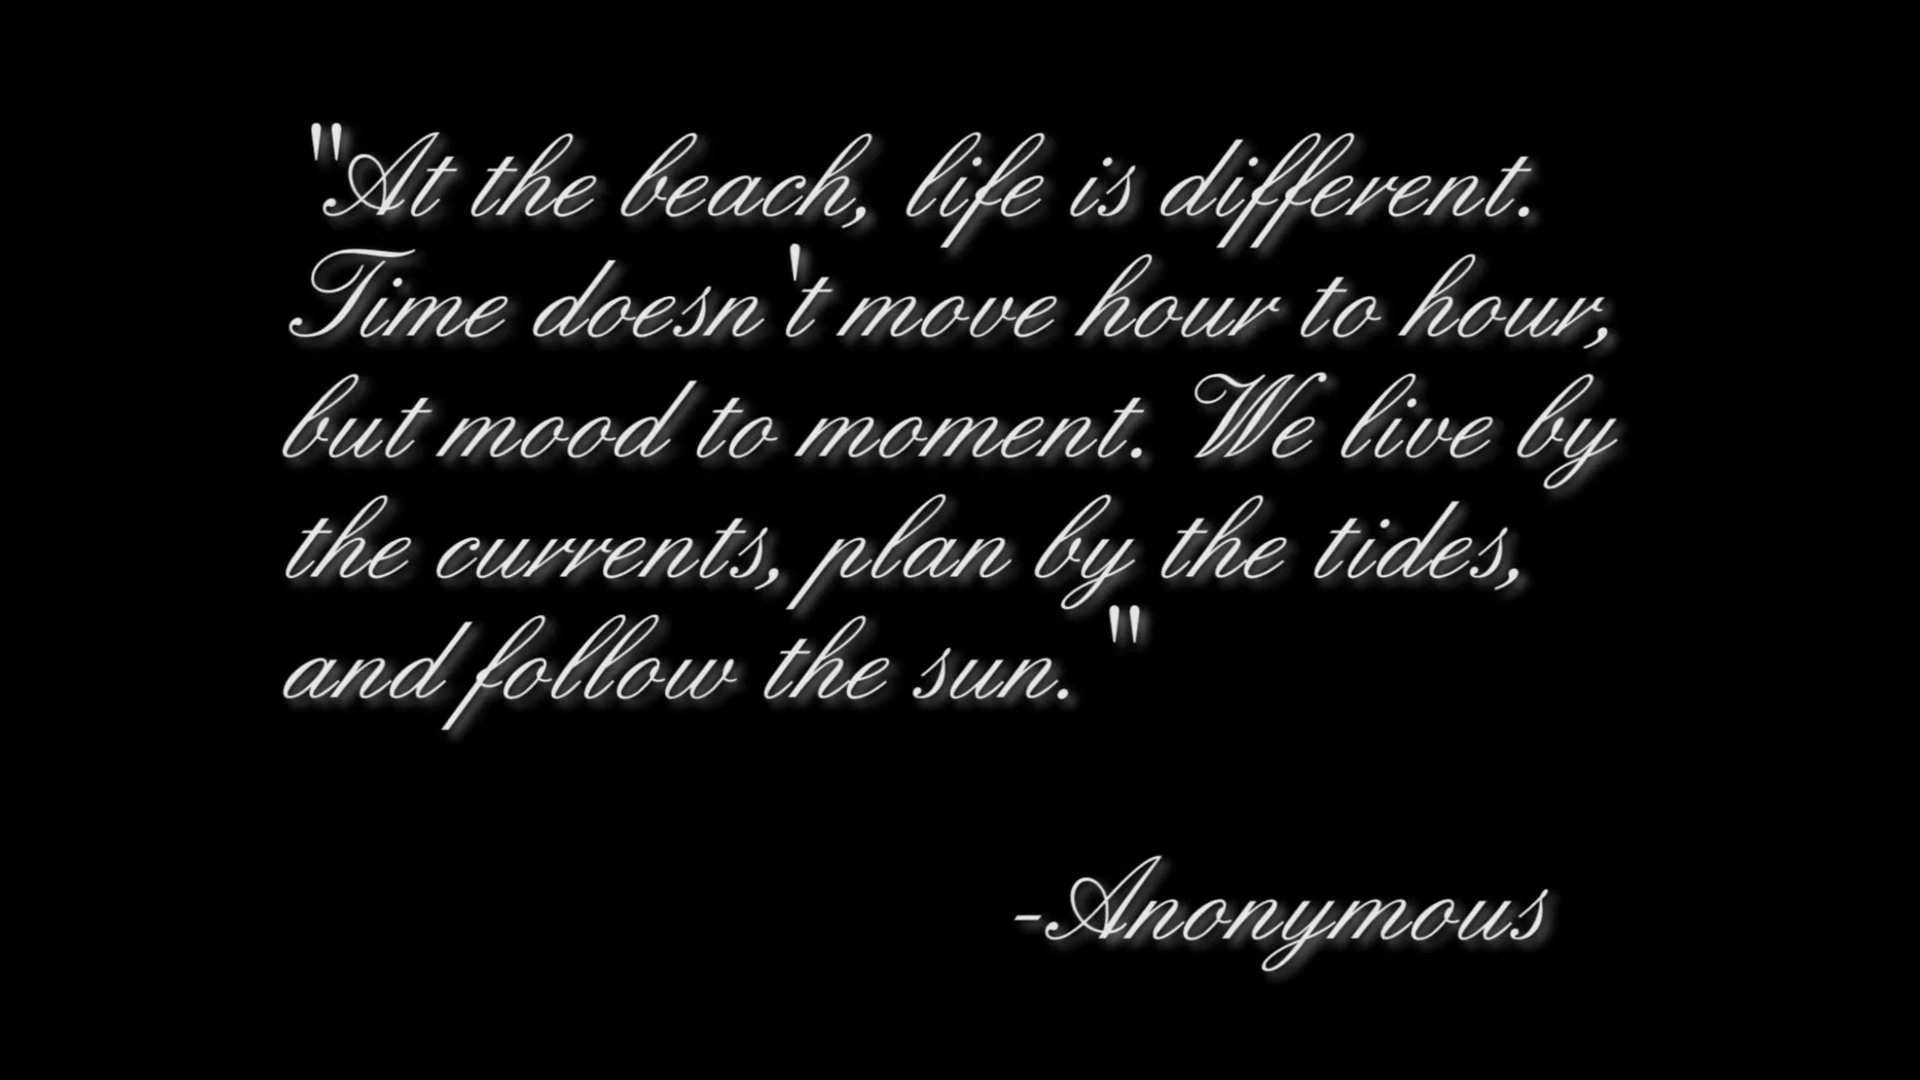 "At the beach, life is different.
Time doesn't move hour to hour,
but mood to moment. We live by
the currents, plan by the tides,
and follow the sun. "
-Anonymous